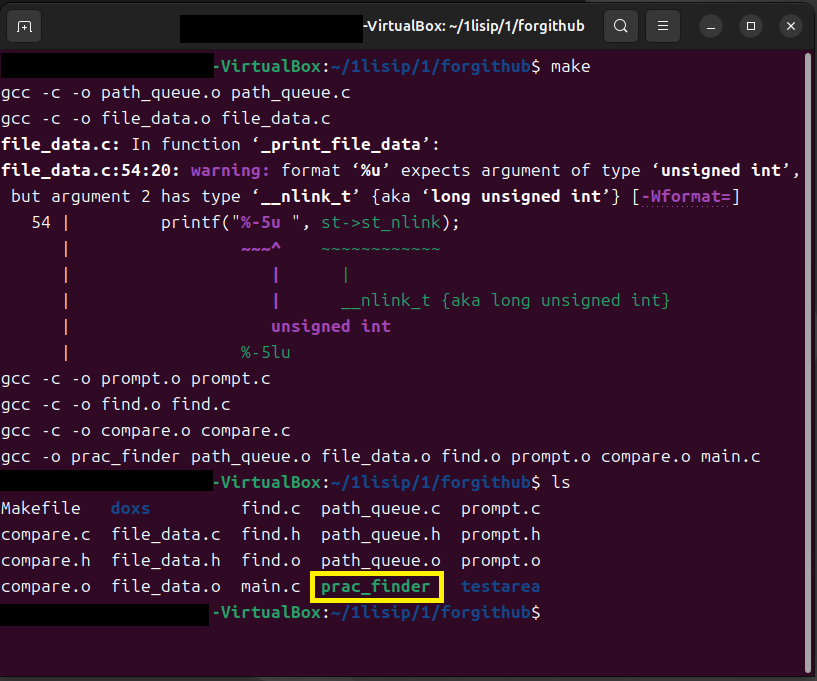 -VirtualBox: ~/1lisip/1/forgithub
-VirtualBox:~/1lisip/1/forgithub$ make
gcc -c -o path_queue.o path_queue.c
gcc -c -o file_data.o file_data.c
file_data.c: In function ‘_print_file_data’:
file_data.c:54:20: warning: format ‘%u’ expects argument of type ‘unsigned int’,
 but argument 2 has type ‘__nlink_t’ {aka ‘long unsigned int’} [-Wformat=]
   54 |         printf("%-5u ", st->st_nlink);
      |                 ~~~^    ~~~~~~~~~~~~
      |                    |      |
      |                    |      __nlink_t {aka long unsigned int}
      |                    unsigned int
      |                 %-5lu
gcc -c -o prompt.o prompt.c
gcc -c -o find.o find.c
gcc -c -o compare.o compare.c
gcc -o prac_finder path_queue.o file_data.o find.o prompt.o compare.o main.c
-VirtualBox:~/1lisip/1/forgithub$ ls
Makefile   doxs         find.c  path_queue.c  prompt.c
compare.c  file_data.c  find.h  path_queue.h  prompt.h
compare.h  file_data.h  find.o  path_queue.o  prompt.o
compare.o  file_data.o  main.c  prac_finder   testarea
-VirtualBox:~/1lisip/1/forgithub$